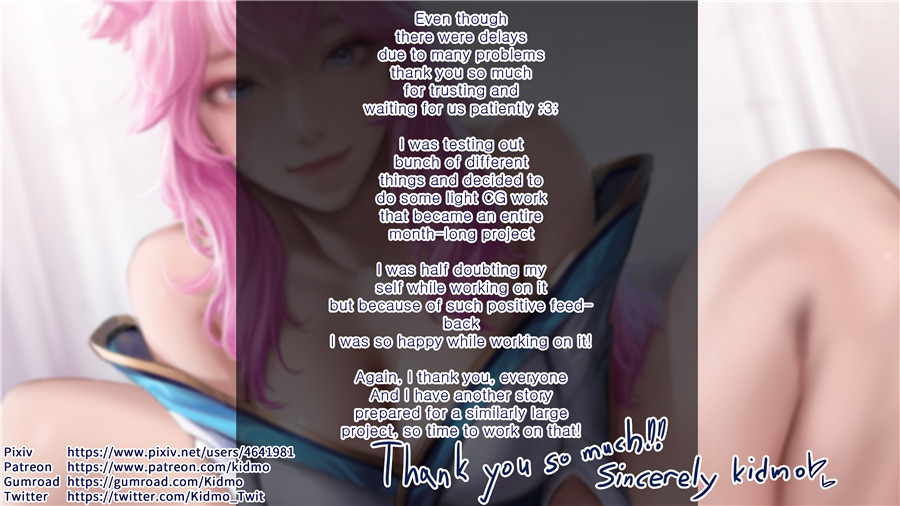 Even though
there were delays
due to many problems
thank you so much
for trusting and
waiting for us patiently :3:
I was testing out
bunch of different
things and decided to
do some light CG work
that became an entire
month-long project
I was half doubting my
self while working on it
but because of such positive feed-
back
I was so happy while working on it!
Again, I thank you, everyone
And I have another story
prepared for a similarly large
project, so time to work on that!
Thank you so much!!
Sincerely kidmo
Pixiv https://www.pixiv.net/users/4641981
Patreon https://www.patreon.com/kidmo
Gumroad https://gumroad.com/Kidmo
Twitter https://twitter.com/Kidmo_Twit